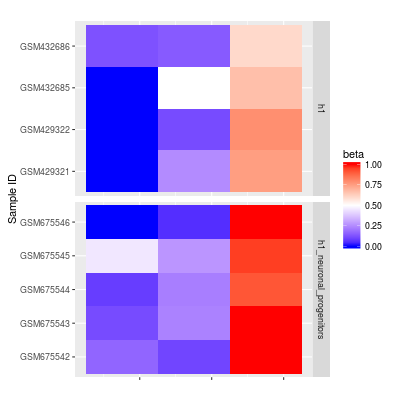 GSM432686
GSM432685
GSM429322
GSM429321
h1
GSM675546
GSM675545
GSM675544
GSM675543
GSM675542
h1_neuronal_progenitors
Sample ID
beta
1.00
0.75
0.50
0.25
0.00